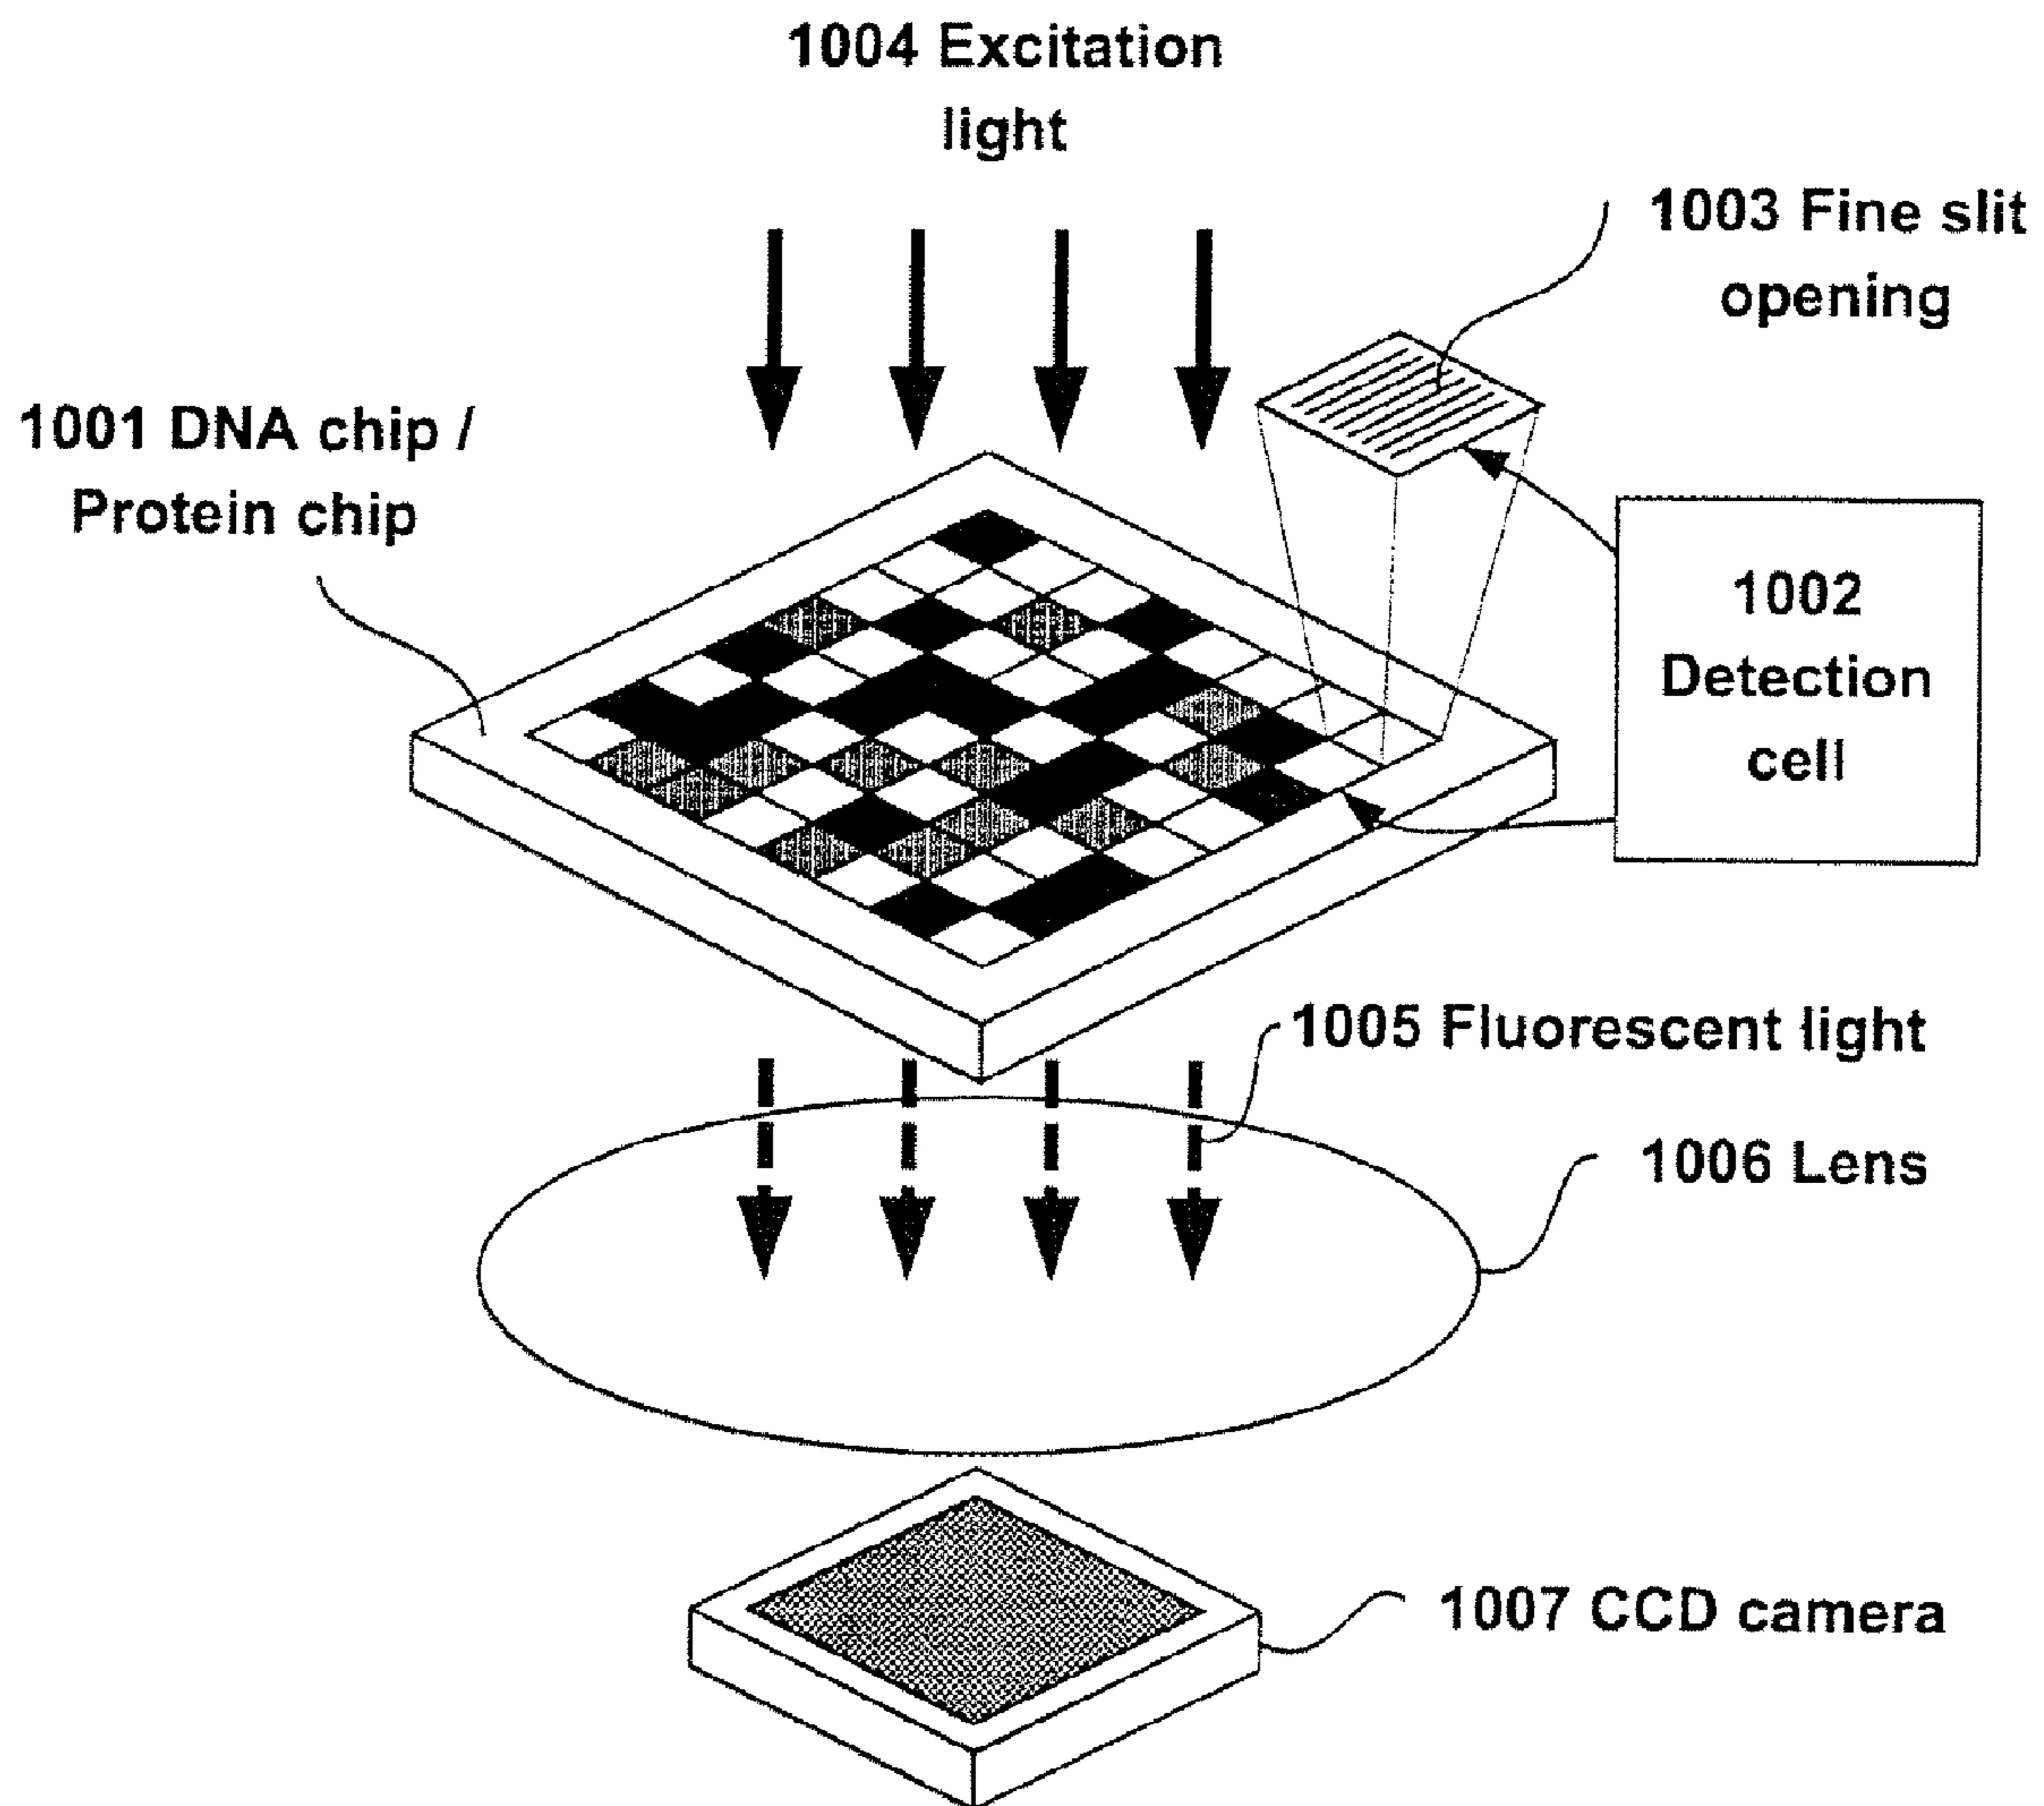 1004 Excitation
light
1003 Fine slit
opening
1001 DNA chip /
Protein chip
1002
Detection
cell
1005 Fluorescent light
1006 Lens
1007 CCD camera